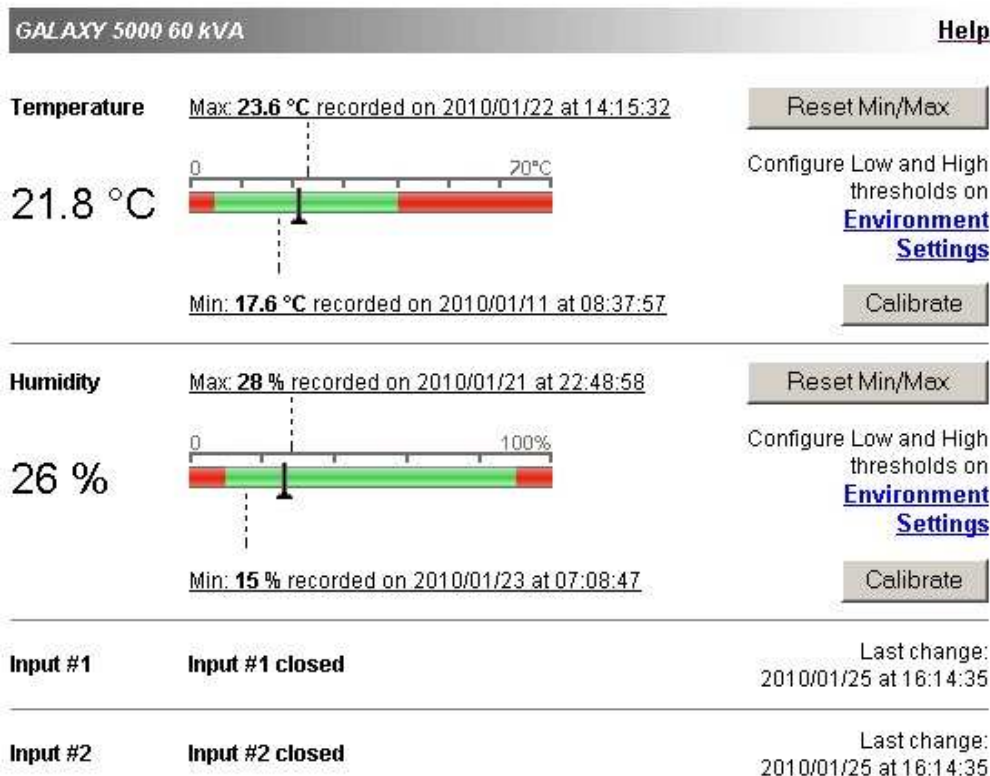 GALAXY 5000 60 kVA
Help
Temperature
Max: 23.6 °C recorded on 2010/01/22 at 14:15:32
Reset Min/Max
0
70°C
21.8 °C
Configure Low and High
thresholds on
Environment
Settings
Min: 17.6 °C recorded on 2010/01/11 at 08:37:57
Calibrate
Humidity
Max: 28 % recorded on 2010/01/21 at 22:48:58
Reset Min/Max
0
100%
26 %
Configure Low and High
thresholds on
Environment
Settings
Min: 15 % recorded on 2010/01/23 at 07:08:47
Calibrate
Input #1
Input #1 closed
Last change:
2010/01/25 at 16:14:35
Input #2
Input #2 closed
Last change:
2010/01/25 at 16:14:35